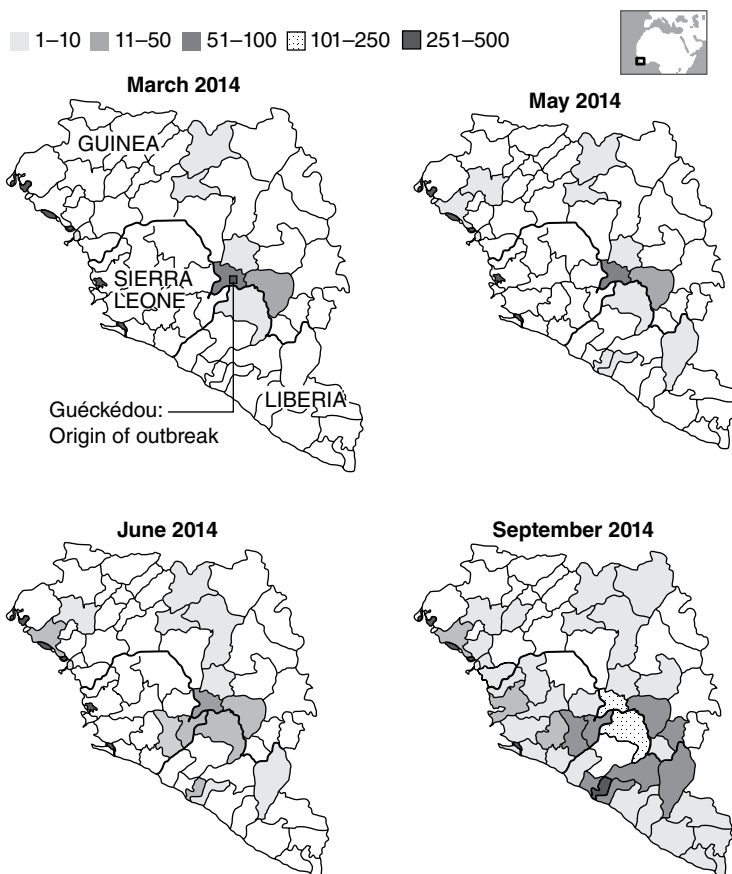 1–10 11–50 51–100 101–250 251–500
March 2014
GUINEA
SIERRA
LEONE
LIBERIA
Guéckédou:
Origin of outbreak
May 2014
June 2014
September 2014